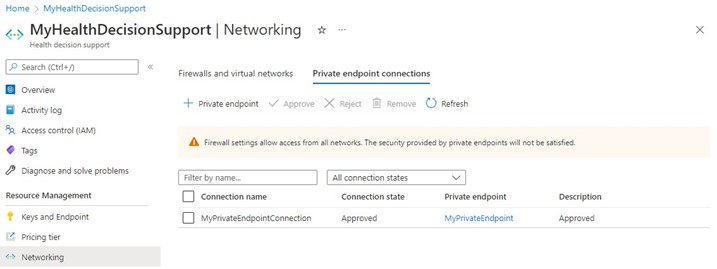 Home > MyHealthDecisionSupport
MyHealthDecisionSupport | Networking
Health decision support
Search (Ctrl+/)
Overview
Activity log
Access control (IAM)
Tags
Diagnose and solve problems
Resource Management
Keys and Endpoint
Pricing tier
Networking
Firewalls and virtual networks Private endpoint connections
+ Private endpoint Approve Reject Remove Refresh
Firewall settings allow access from all networks. The security provided by private endpoints will not be satisfied.
Filter by name... All connection states
Connection name Connection state Private endpoint Description
MyPrivateEndpointConnection Approved MyPrivateEndpoint Approved